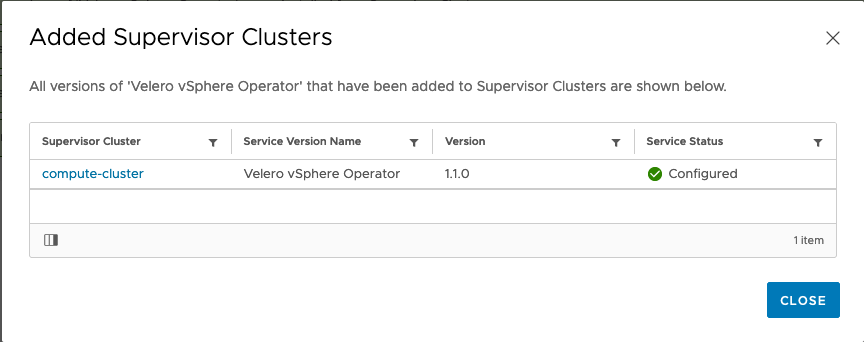 Added Supervisor Clusters
All versions of 'Velero vSphere Operator' that have been added to Supervisor Clusters are shown below.
Supervisor Cluster Service Version Name Version Service Status
compute-cluster Velero vSphere Operator 1.1.0 Configured
1 item
CLOSE